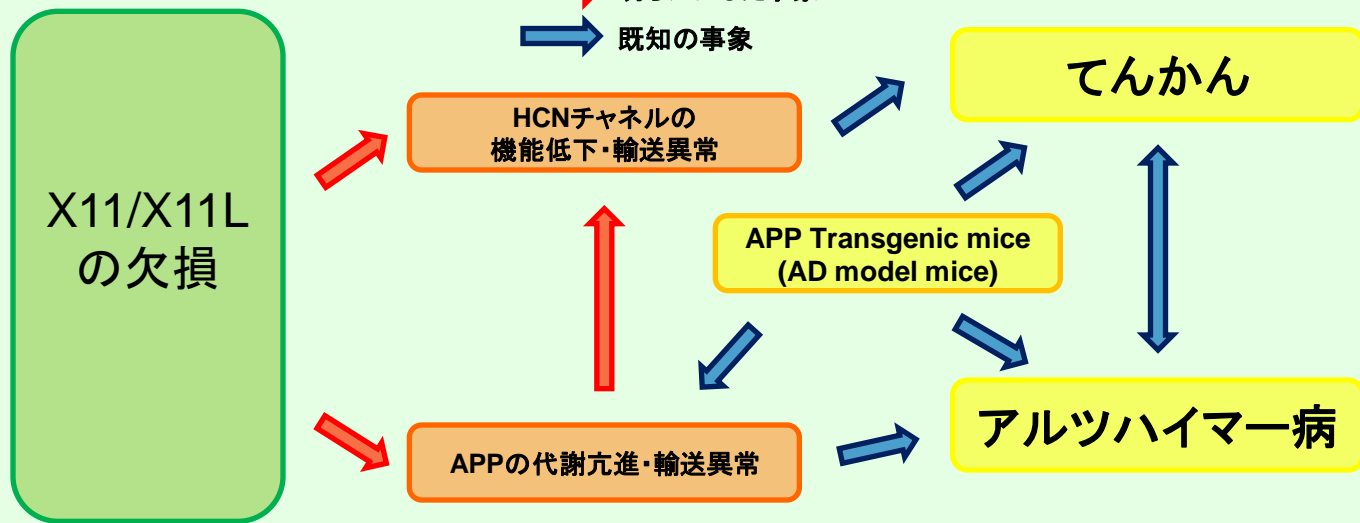 既知の事象
てんかん
HCNチャネルの
機能低下・輸送異常
X11/X11L
の欠損
APP Transgenic mice
(AD model mice)
アルツハイマー病
APPの代謝亢進・輸送異常